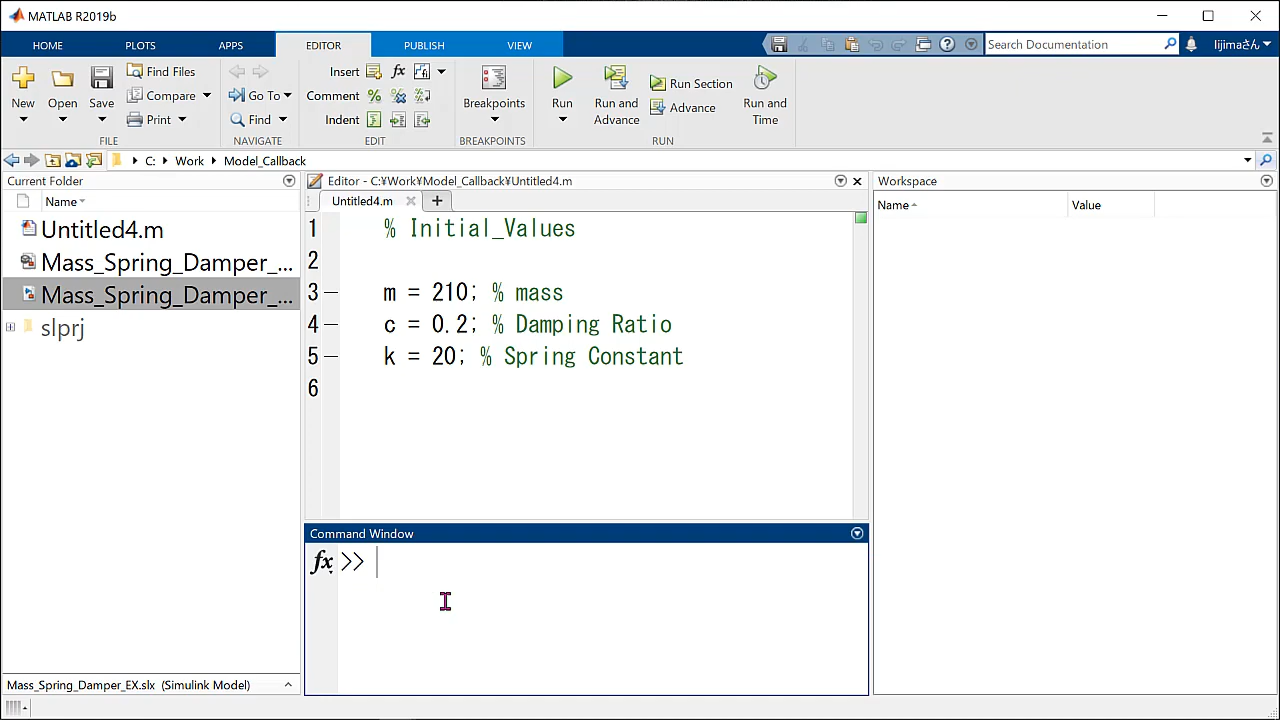 MATLAB R2019b
HOME PLOTS APPS EDITOR PUBLISH VIEW Search Documentation Iijimaさん
New Open Save Find Files Compare Print
Go To Find
Insert fx Comment % Indent
Breakpoints
Run Run and Advance Run Section Advance Run and Time
FILE NAVIGATE EDIT BREAKPOINTS RUN
C: Work Model_Callback
Current Folder
Name
Untitled4.m
Mass_Spring_Damper_...
Mass_Spring_Damper_...
slprj
Mass_Spring_Damper_EX.slx (Simulink Model)
Editor - C:¥Work¥Model_Callback¥Untitled4.m
Untitled4.m
1 % Initial_Values
2
3 m = 210; % mass
4 c = 0.2; % Damping Ratio
5 k = 20; % Spring Constant
6
Command Window
fx >>
Workspace
Name Value